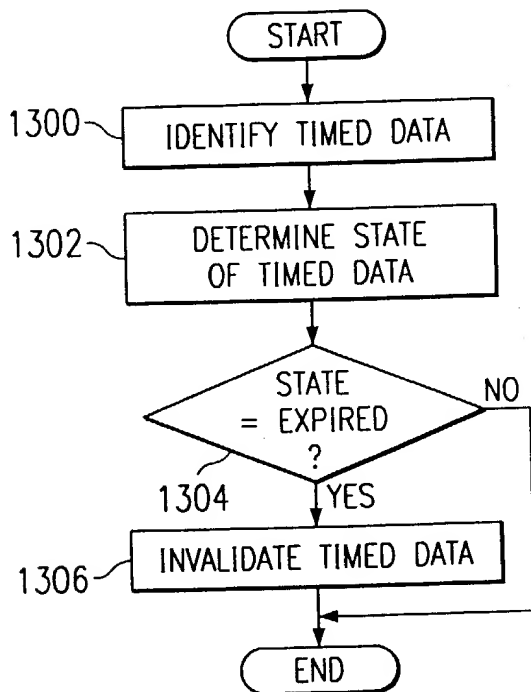 START
1300
IDENTIFY TIMED DATA
1302
DETERMINE STATE
OF TIMED DATA
STATE
= EXPIRED
?
NO
1304
YES
1306
INVALIDATE TIMED DATA
END